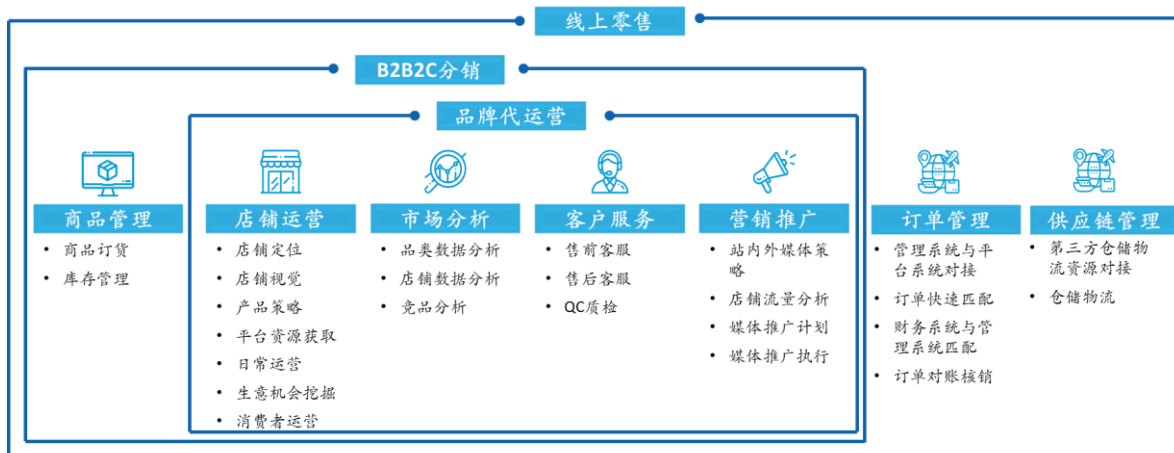 线上零售
B2B2C分销
品牌代运营
商品管理
• 商品订货
• 库存管理
店铺运营
• 店铺定位
• 店铺视觉
• 产品策略
• 平台资源获取
• 日常运营
• 生意机会挖掘
• 消费者运营
市场分析
• 品类数据分析
• 店铺数据分析
• 竞品分析
客户服务
• 售前客服
• 售后客服
• QC质检
营销推广
• 站内外媒体策
略
• 店铺流量分析
• 媒体推广计划
• 媒体推广执行
订单管理
• 管理系统与平
台系统对接
• 订单快速匹配
• 财务系统与管
理系统匹配
• 订单对账核销
供应链管理
• 第三方仓储物
流资源对接
• 仓储物流